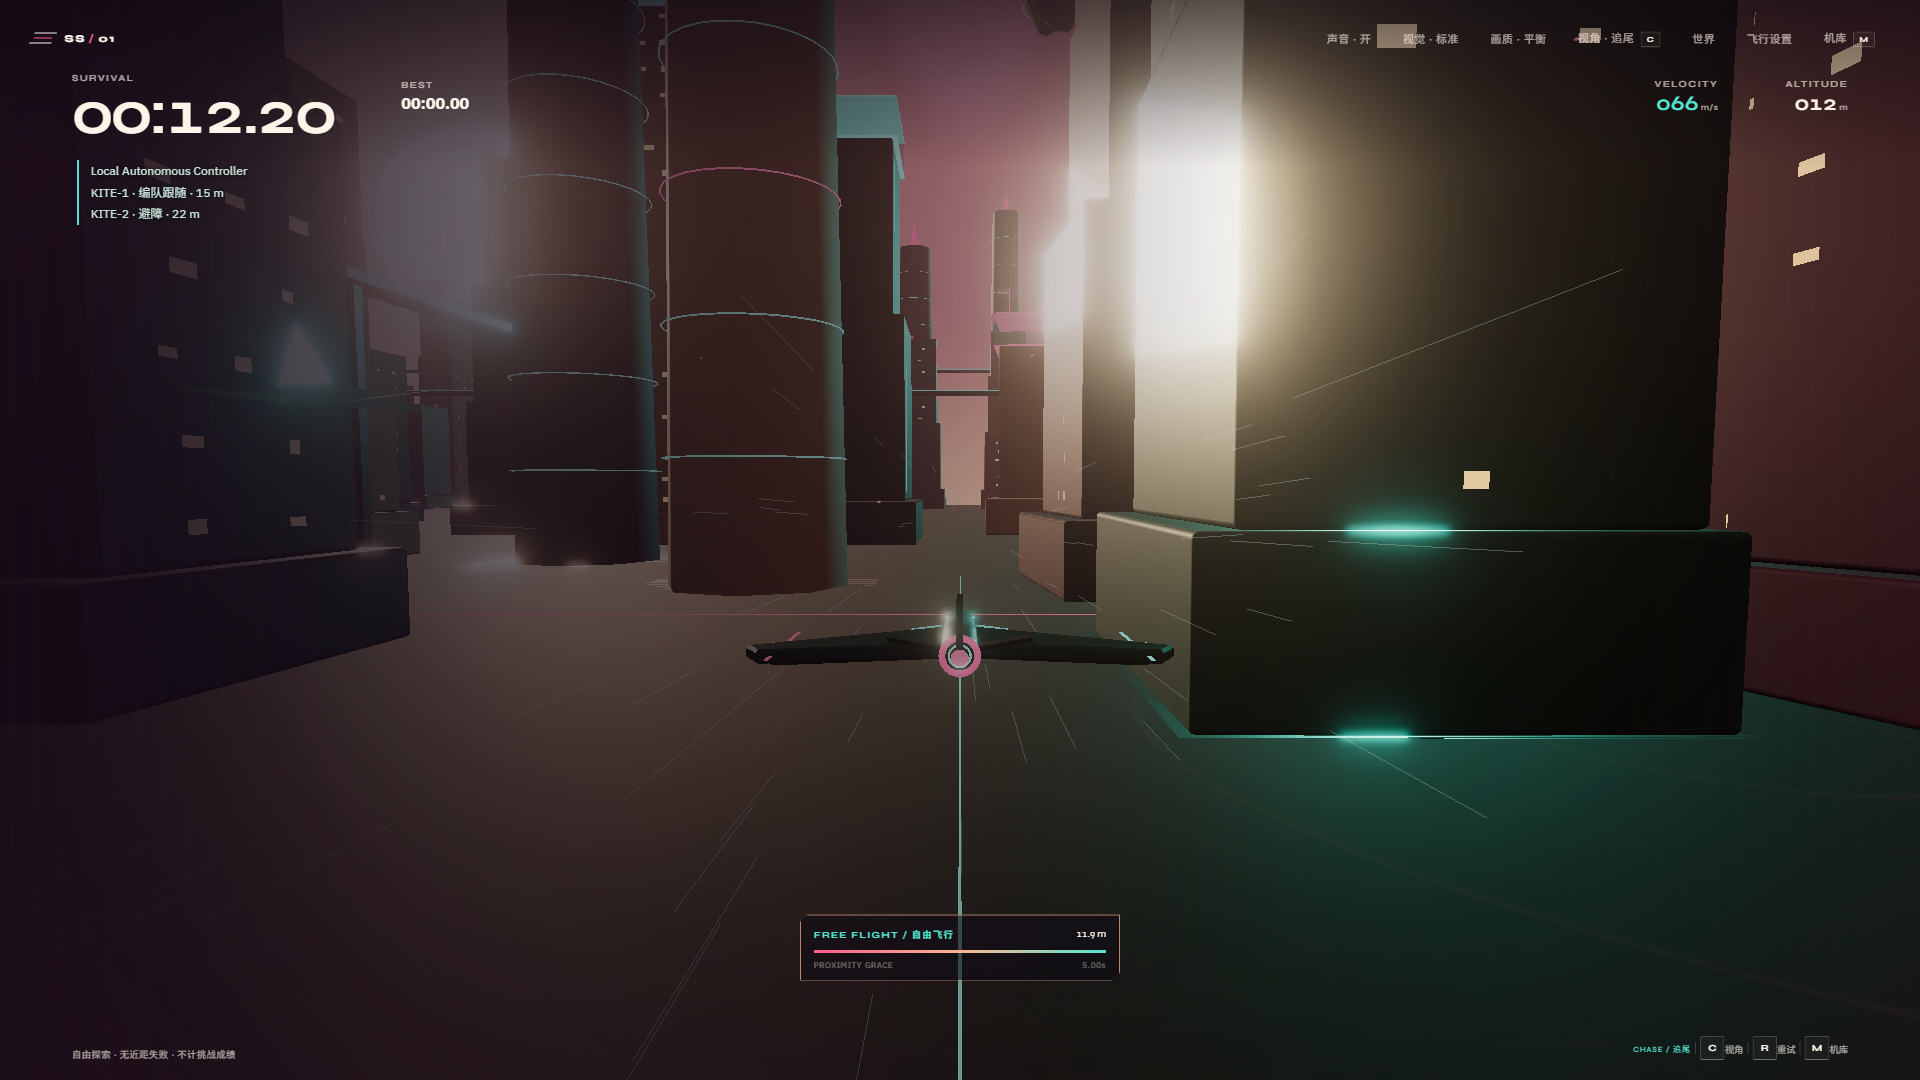 SS / 01
声音 · 开
视觉 · 标准
画质 · 平衡
视角 · 追尾 C
世界
飞行设置
机库 M
SURVIVAL
00:12.20
BEST
00:00.00
VELOCITY
066 m/s
ALTITUDE
012 m
Local Autonomous Controller
KITE-1 · 编队跟随 · 15 m
KITE-2 · 避障 · 22 m
FREE FLIGHT / 自由飞行
11.9m
PROXIMITY GRACE
5.00s
自由探索 · 无近距失败 · 不计挑战成绩
CHASE / 追尾
C 视角
R 重试
M 机库